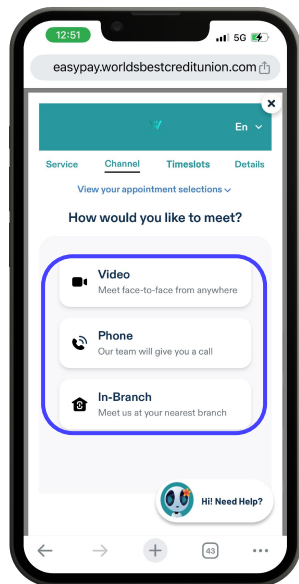 12:51
5G
easypay.worldsbestcreditunion.com
En
Service Channel Timeslots Details
View your appointment selections
How would you like to meet?
Video
Meet face-to-face from anywhere
Phone
Our team will give you a call
In-Branch
Meet us at your nearest branch
Hi! Need Help?
43